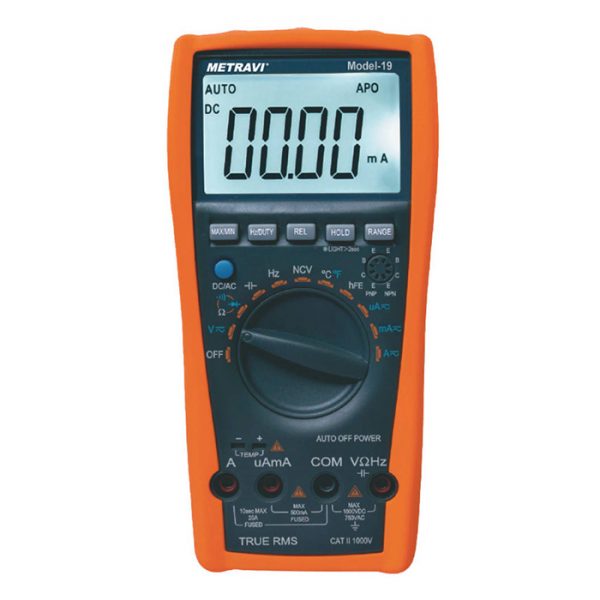 METRAVI® Model-19
AUTO APO
DC
00.00 mA
MAX/MIN Hz/DUTY REL HOLD RANGE
☀LIGHT>2sec
E E
B B
C C
E E
PNP NPN
DC/AC
Hz NCV °C°F hFE
Ω
V
OFF
uA
mA
A
AUTO OFF POWER
− +
TEMP
A uAmA COM VΩHz
10sec MAX
20A
FUSED
MAX
600mA
FUSED
MAX
1000VDC
750VAC
TRUE RMS CAT II 1000V